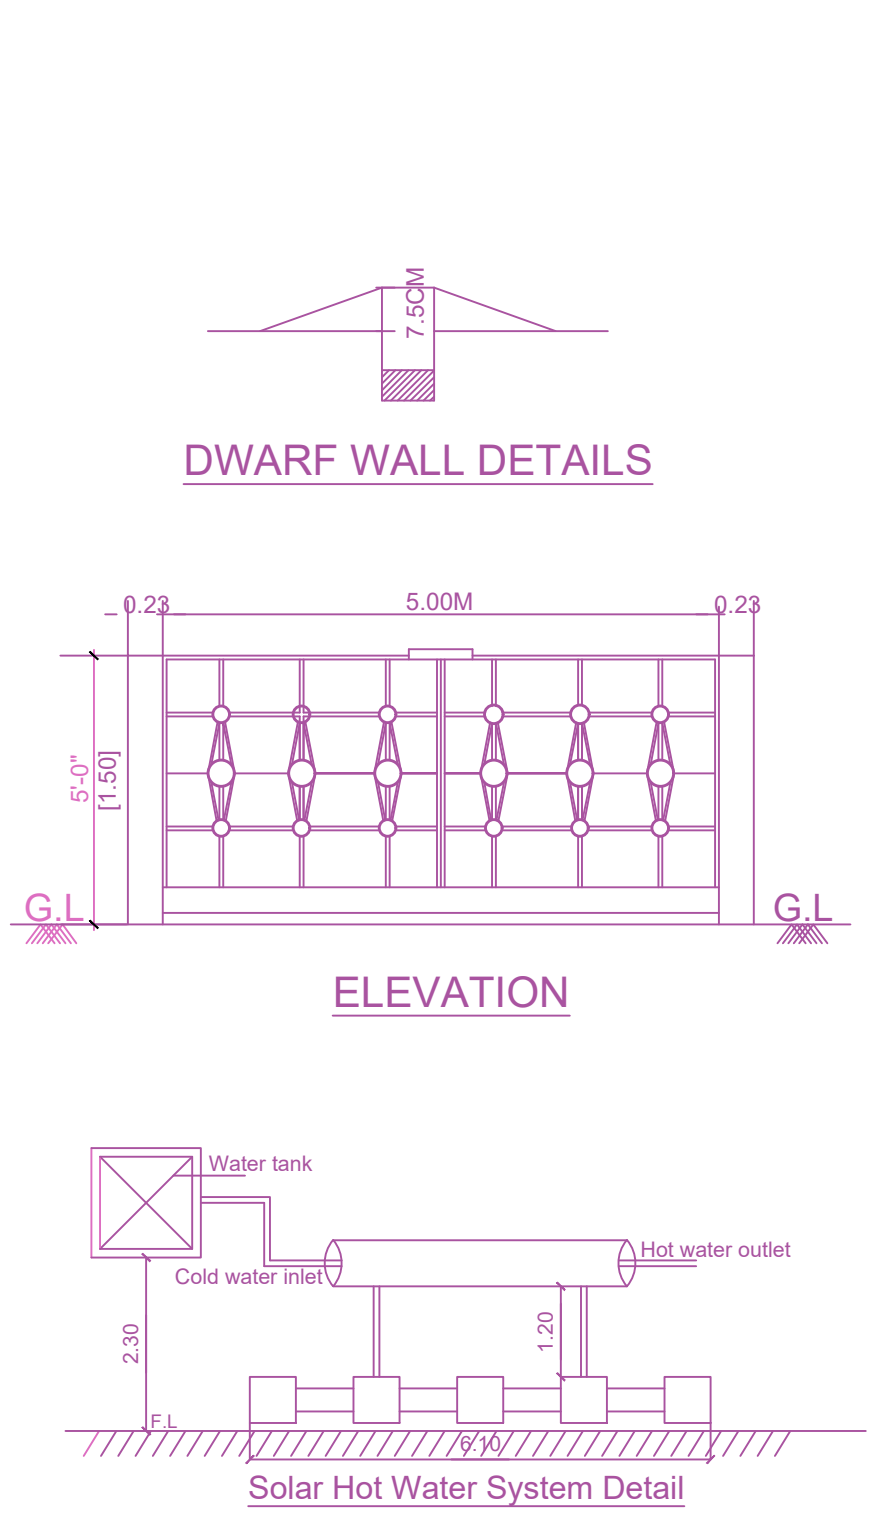 7.5CM
DWARF WALL DETAILS
0.23
5.00M
0.23
5'-0"
[1.50]
G.L
G.L
ELEVATION
Water tank
Hot water outlet
Cold water inlet
1.20
2.30
F.L
6.10
Solar Hot Water System Detail